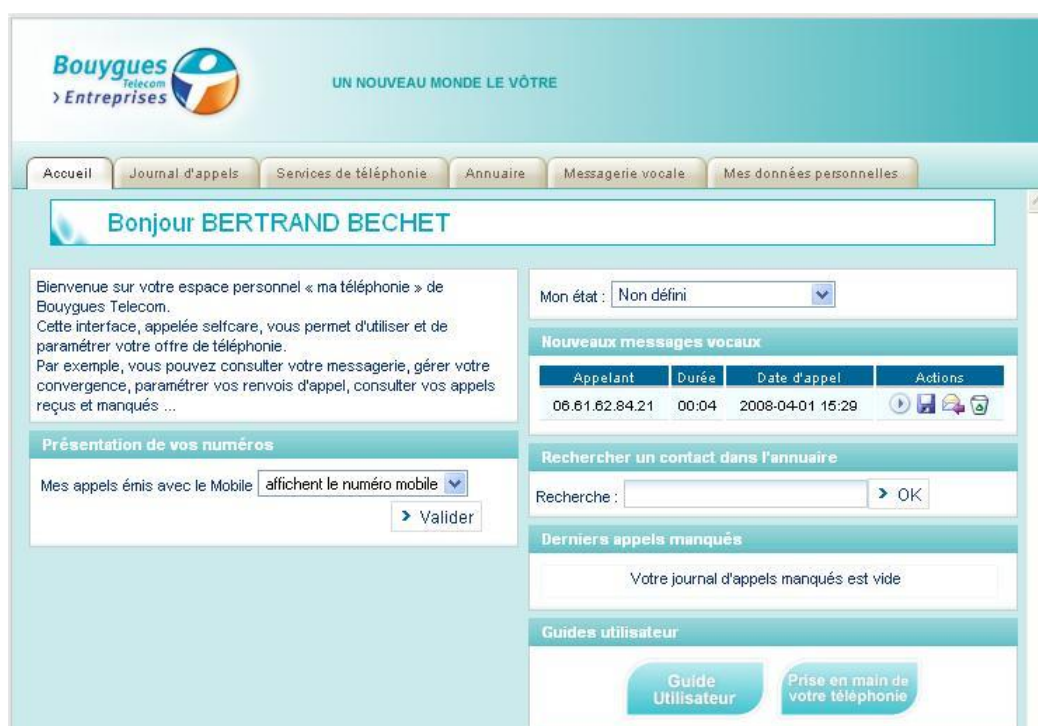 Bouygues
Telecom
> Entreprises
UN NOUVEAU MONDE LE VÔTRE
Accueil
Journal d'appels
Services de téléphonie
Annuaire
Messagerie vocale
Mes données personnelles
Bonjour BERTRAND BECHET
Bienvenue sur votre espace personnel « ma téléphonie » de
Bouygues Telecom.
Cette interface, appelée selfcare, vous permet d'utiliser et de
paramétrer votre offre de téléphonie.
Par exemple, vous pouvez consulter votre messagerie, gérer votre
convergence, paramétrer vos renvois d'appel, consulter vos appels
reçus et manqués ...
Présentation de vos numéros
Mes appels émis avec le Mobile affichent le numéro mobile
> Valider
Mon état : Non défini
Nouveaux messages vocaux
Appelant Durée Date d'appel Actions
06.61.62.84.21 00:04 2008-04-01 15:29
Rechercher un contact dans l'annuaire
Recherche : > OK
Derniers appels manqués
Votre journal d'appels manqués est vide
Guides utilisateur
Guide
Utilisateur
Prise en main de
votre téléphonie